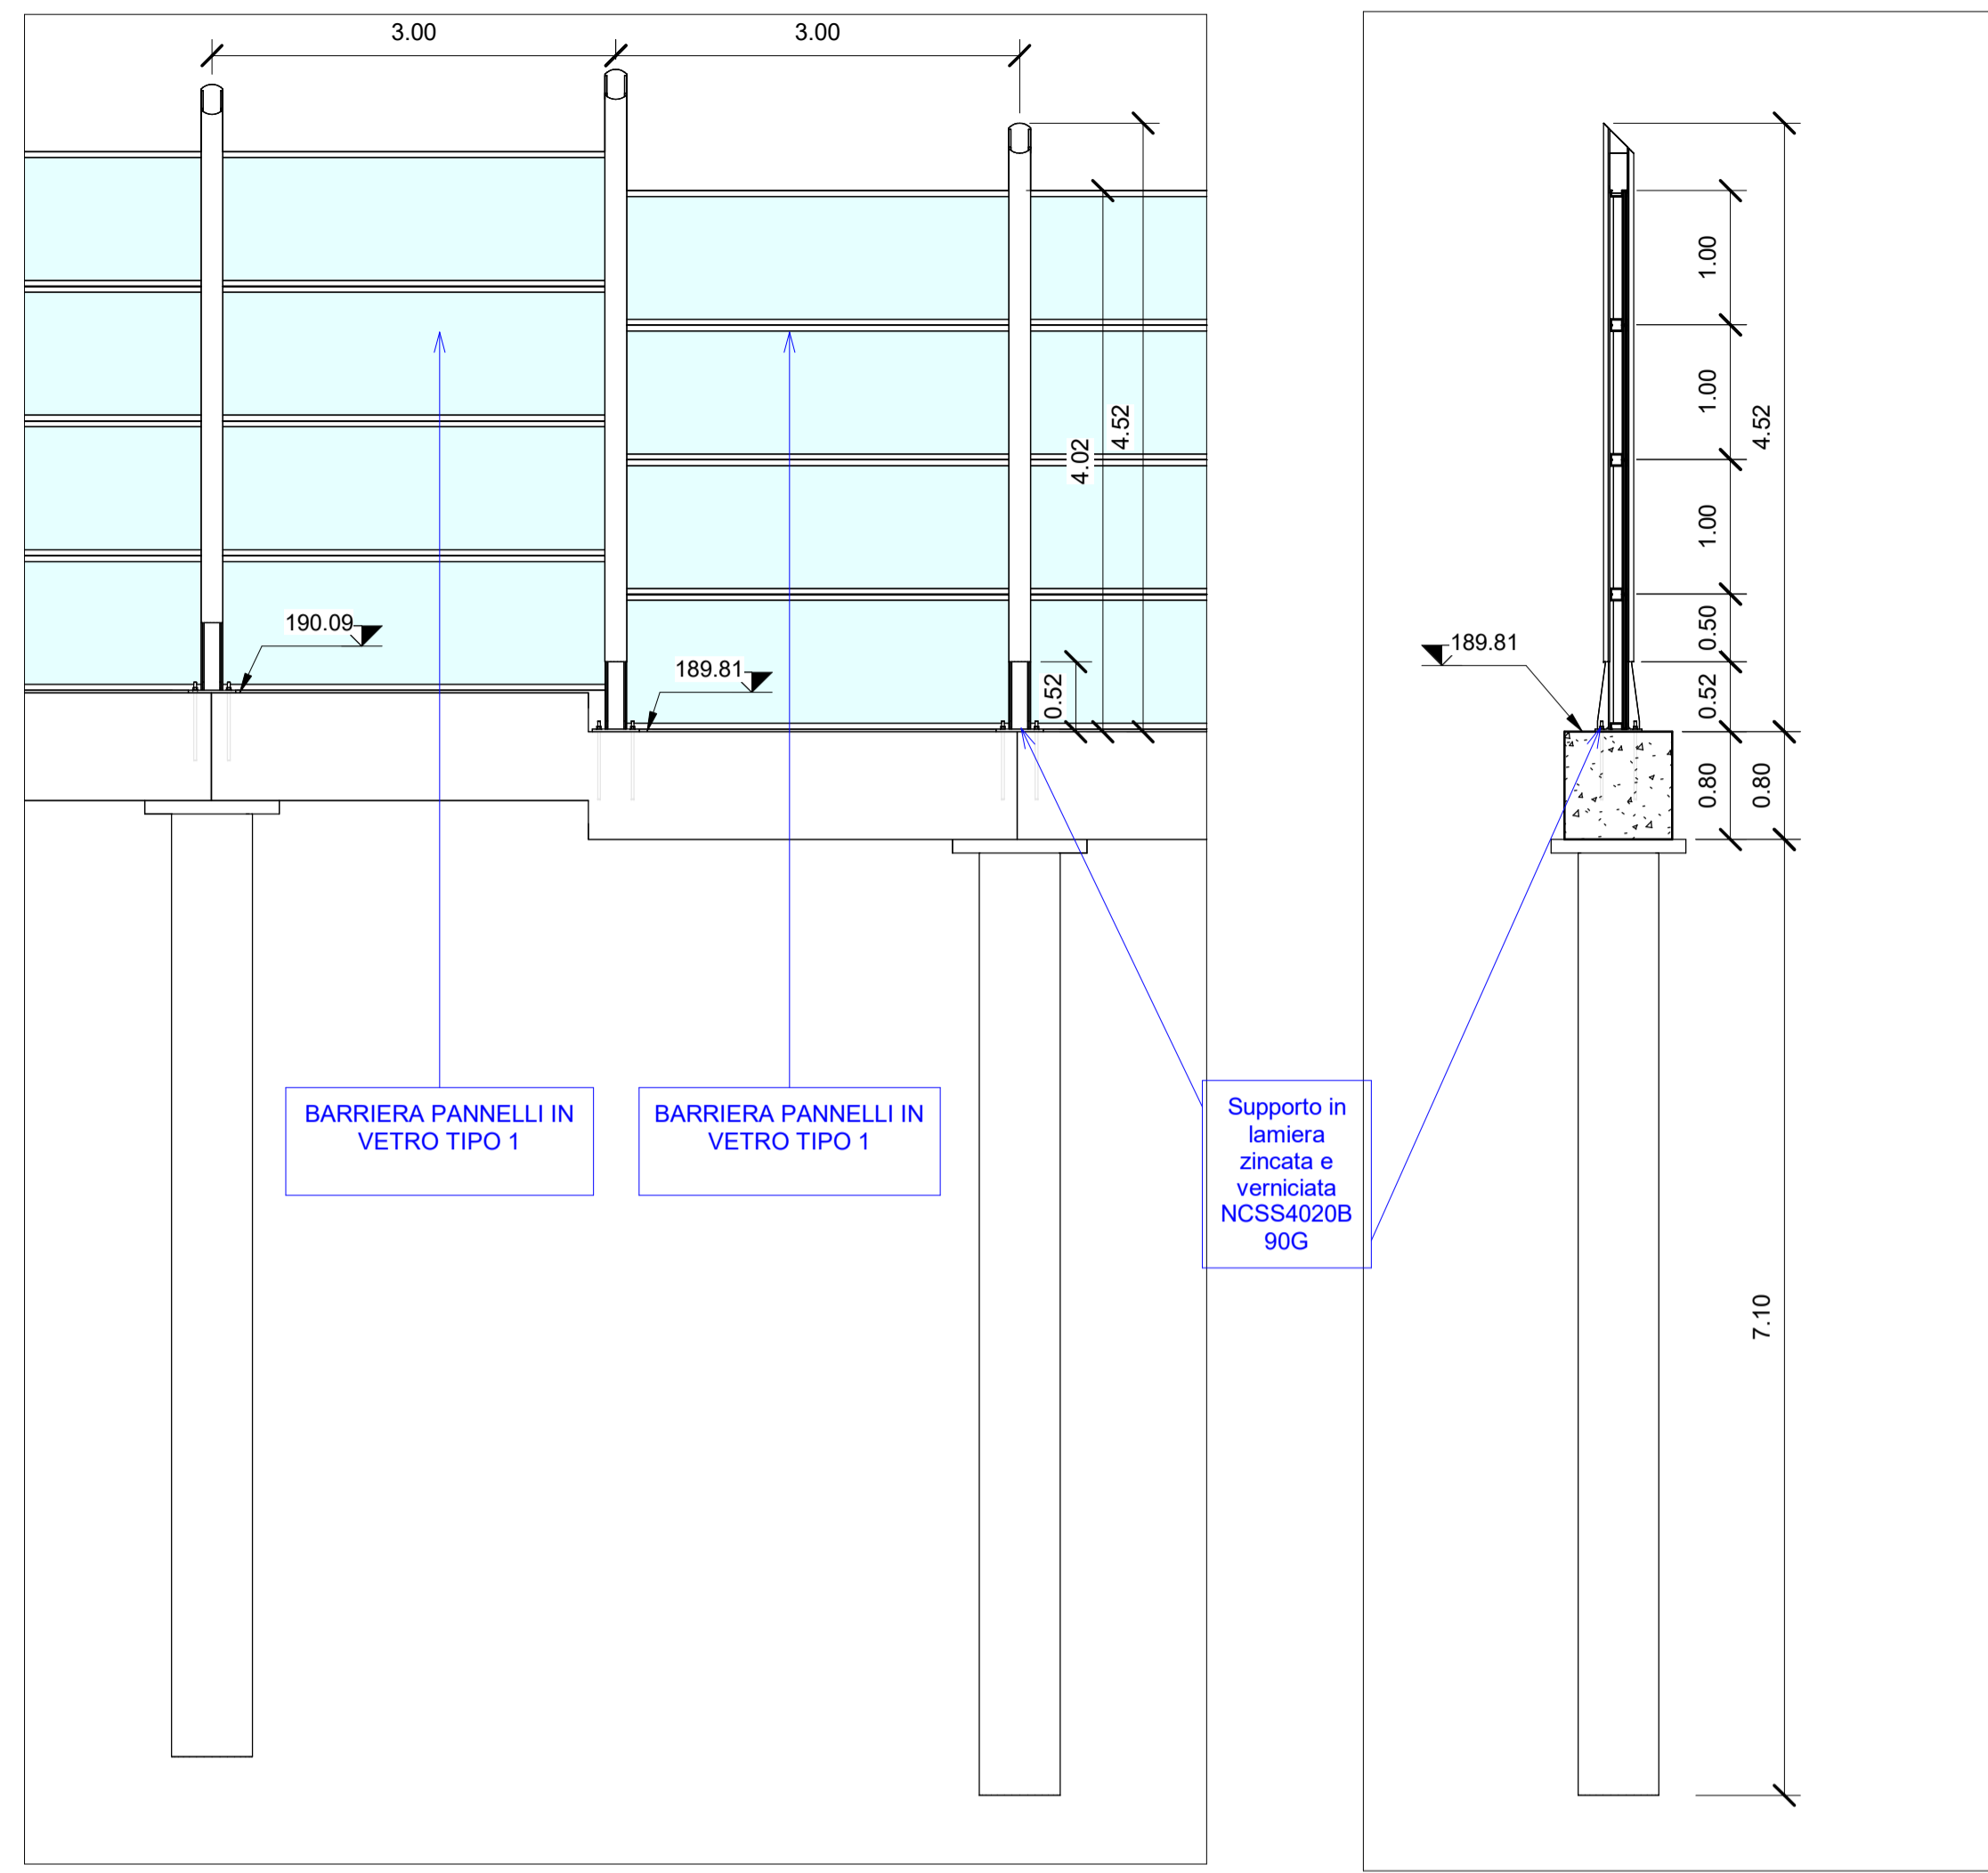 3.00
3.00
4.52
4.02
190.09
189.81
0.52
BARRIERA PANNELLI IN
VETRO TIPO 1
BARRIERA PANNELLI IN
VETRO TIPO 1
Supporto in
lamiera
zincata e
verniciata
NCSS4020B
90G
1.00
1.00
4.52
1.00
0.50
189.81
0.52
0.80
0.80
7.10